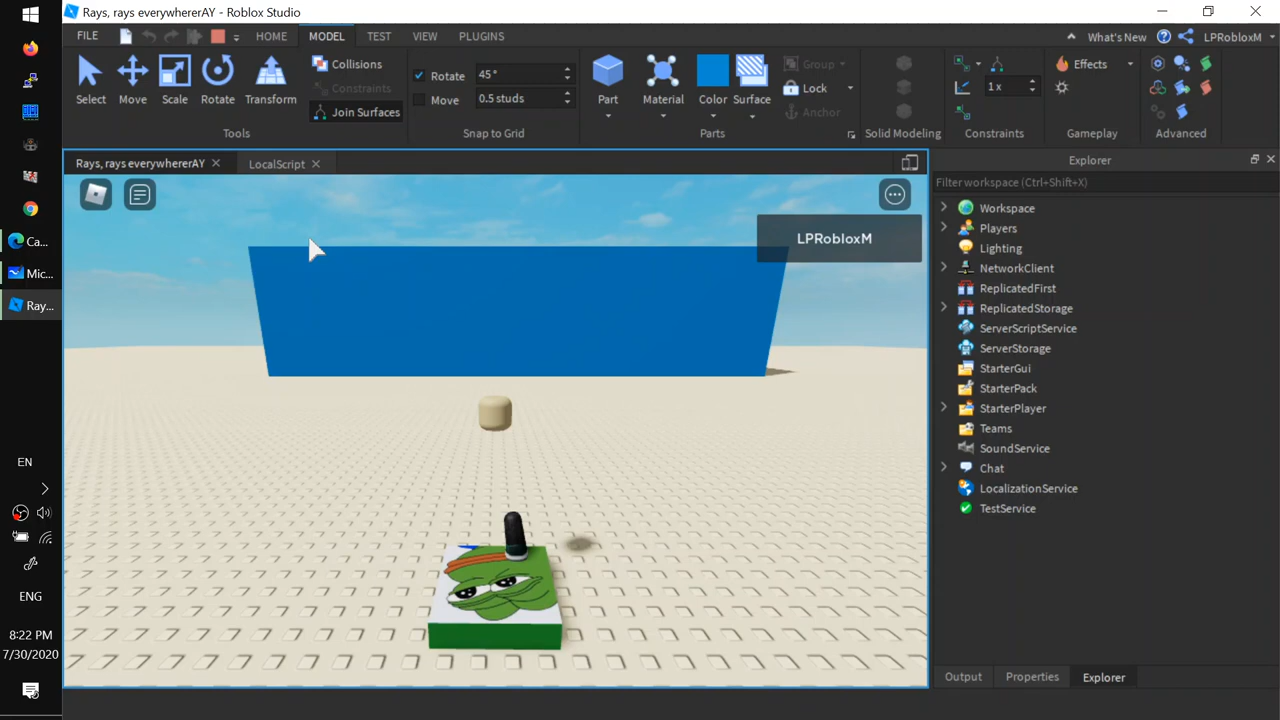 Rays, rays everywhererAY - Roblox Studio
FILE HOME MODEL TEST VIEW PLUGINS What's New LPRobloxM
Select Move Scale Rotate Transform
Collisions
Constraints
Join Surfaces
Tools
Rotate 45°
Move 0.5 studs
Snap to Grid
Part Material Color Surface
Group
Lock
Anchor
Parts
Solid Modeling
1 x
Constraints
Effects
Gameplay
Advanced
Rays, rays everywhererAY LocalScript
LPRobloxM
Explorer
Filter workspace (Ctrl+Shift+X)
Workspace
Players
Lighting
NetworkClient
ReplicatedFirst
ReplicatedStorage
ServerScriptService
ServerStorage
StarterGui
StarterPack
StarterPlayer
Teams
SoundService
Chat
LocalizationService
TestService
Output Properties Explorer
Ca...
Mic...
Ray...
EN
ENG
8:22 PM
7/30/2020